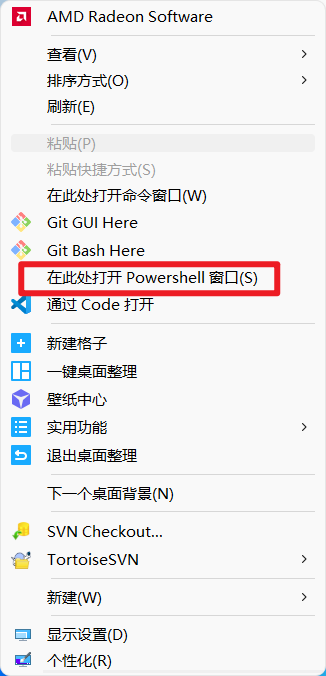 AMD Radeon Software
查看(V)
排序方式(O)
刷新(E)
粘贴(P)
粘贴快捷方式(S)
在此处打开命令窗口(W)
Git GUI Here
Git Bash Here
在此处打开 Powershell 窗口(S)
通过 Code 打开
新建格子
一键桌面整理
壁纸中心
实用功能
退出桌面整理
下一个桌面背景(N)
SVN Checkout...
TortoiseSVN
新建(W)
显示设置(D)
个性化(R)